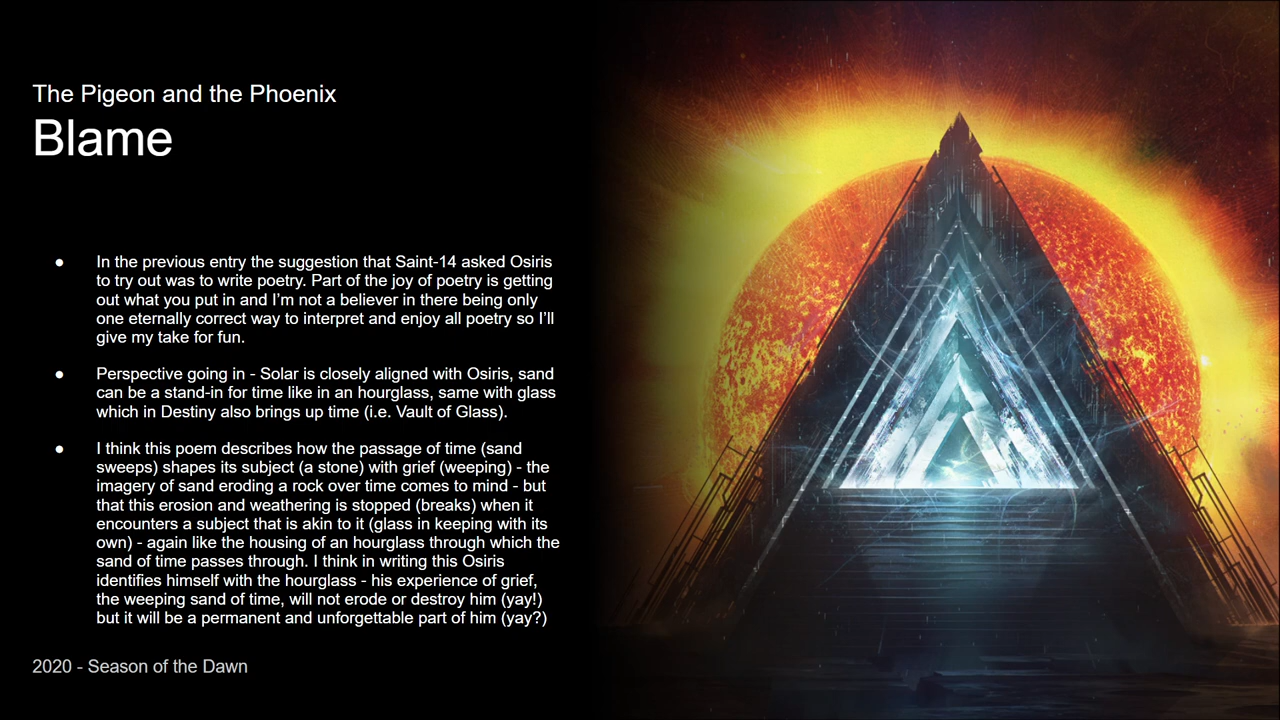 The Pigeon and the Phoenix
Blame
● In the previous entry the suggestion that Saint-14 asked Osiris
to try out was to write poetry. Part of the joy of poetry is getting
out what you put in and I'm not a believer in there being only
one eternally correct way to interpret and enjoy all poetry so I'll
give my take for fun.
● Perspective going in - Solar is closely aligned with Osiris, sand
can be a stand-in for time like in an hourglass, same with glass
which in Destiny also brings up time (i.e. Vault of Glass).
● I think this poem describes how the passage of time (sand
sweeps) shapes its subject (a stone) with grief (weeping) - the
imagery of sand eroding a rock over time comes to mind - but
that this erosion and weathering is stopped (breaks) when it
encounters a subject that is akin to it (glass in keeping with its
own) - again like the housing of an hourglass through which the
sand of time passes through. I think in writing this Osiris
identifies himself with the hourglass - his experience of grief,
the weeping sand of time, will not erode or destroy him (yay!)
but it will be a permanent and unforgettable part of him (yay?)
2020 - Season of the Dawn